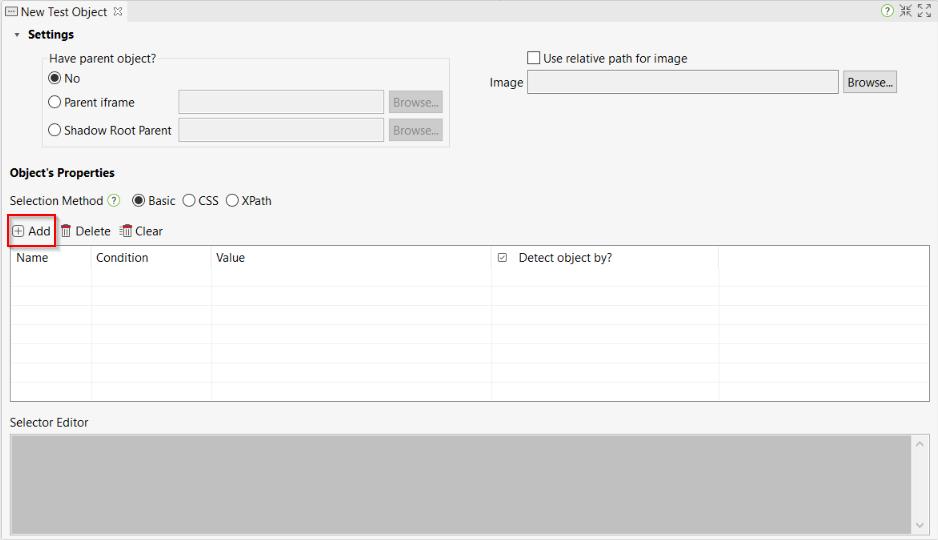 New Test Object
Settings
Have parent object?
No
Parent iframe Browse...
Shadow Root Parent Browse...
Use relative path for image
Image Browse...
Object's Properties
Selection Method ? Basic CSS XPath
Add Delete Clear
Name Condition Value Detect object by?
Selector Editor